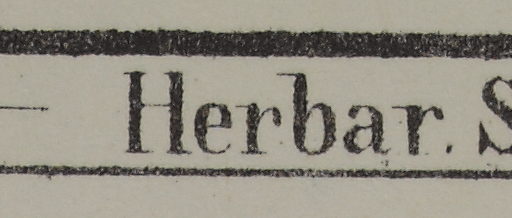 — Herbar. S